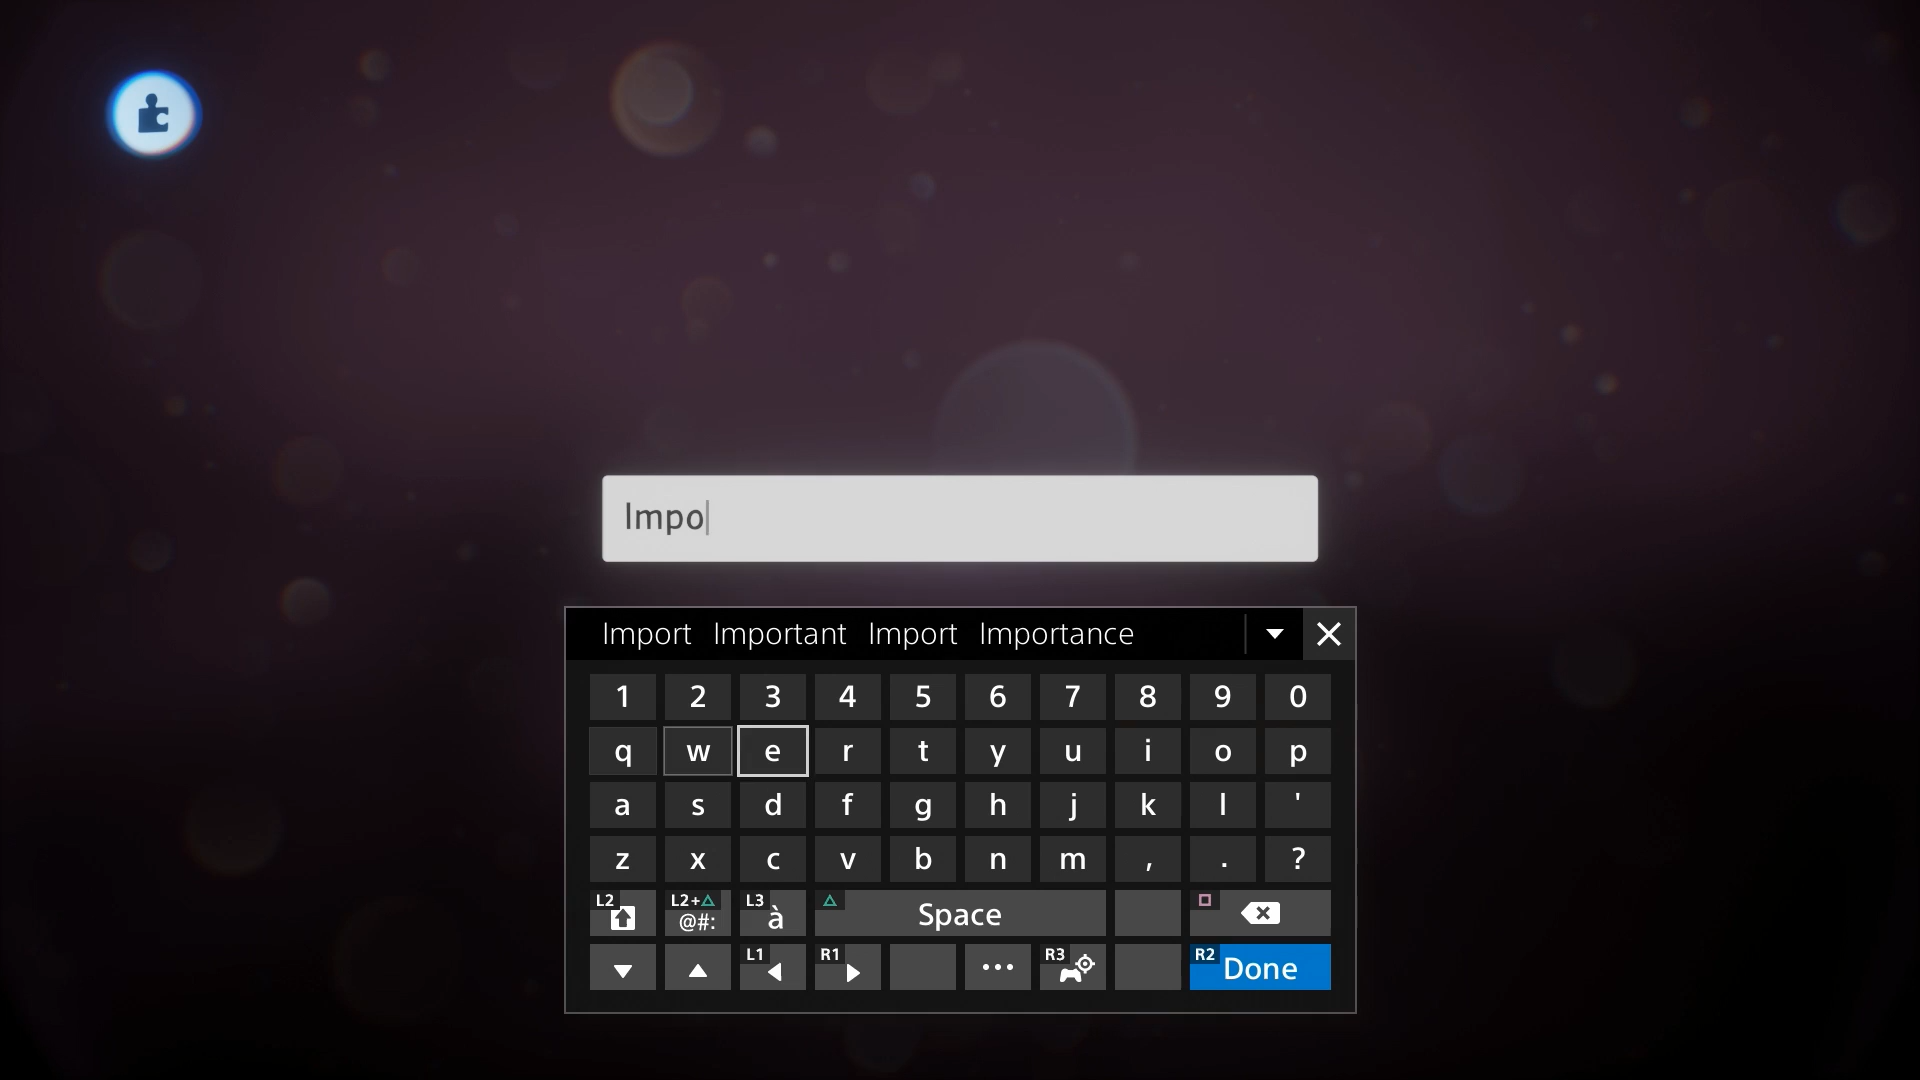 Impo
Import Important Import Importance
1 2 3 4 5 6 7 8 9 0
q w e r t y u i o p
a s d f g h j k l '
z x c v b n m , . ?
L2 L2+△ @#: L3 à △ Space
L1 R1 ... R3 R2 Done